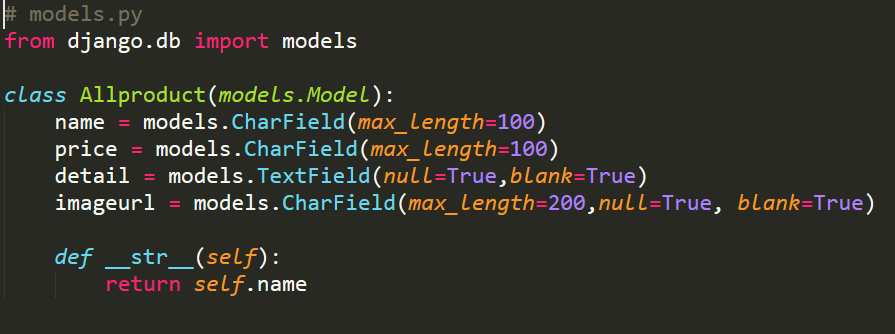 # models.py
from django.db import models
class Allproduct(models.Model):
    name = models.CharField(max_length=100)
    price = models.CharField(max_length=100)
    detail = models.TextField(null=True,blank=True)
    imageurl = models.CharField(max_length=200,null=True, blank=True)
    def __str__(self):
        return self.name